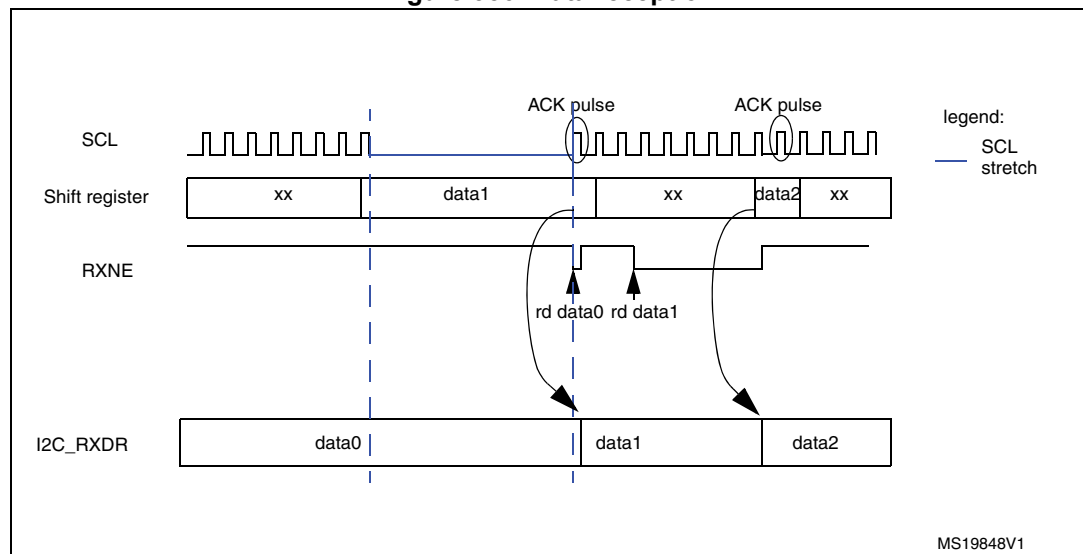 ACK pulse
ACK pulse
legend:
SCL
SCL
stretch
Shift register
xx
data1
xx
data2
xx
RXNE
rd data0
rd data1
I2C_RXDR
data0
data1
data2
MS19848V1